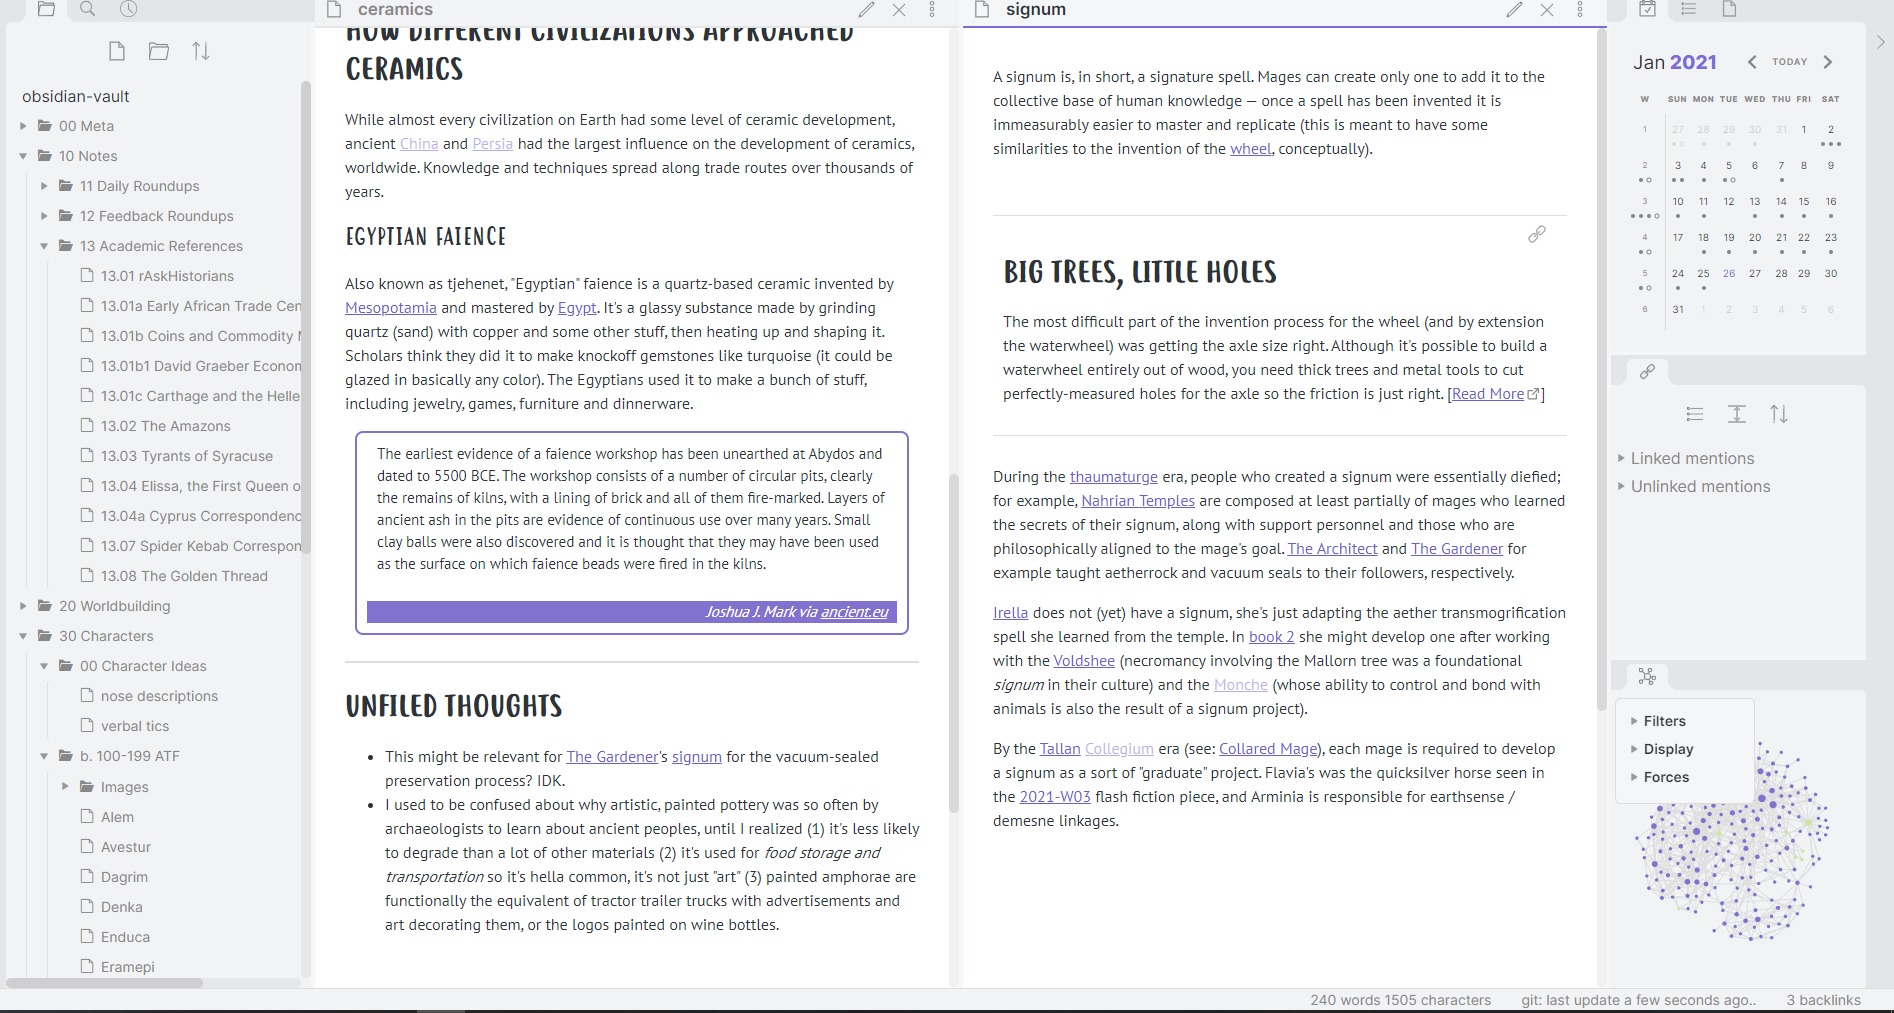 obsidian-vault
00 Meta
10 Notes
11 Daily Roundups
12 Feedback Roundups
13 Academic References
13.01 rAskHistorians
13.01a Early African Trade Cen
13.01b Coins and Commodity
13.01b1 David Graeber Econon
13.01c Carthage and the Helle
13.02 The Amazons
13.03 Tyrants of Syracuse
13.04 Elissa, the First Queen o
13.04a Cyprus Correspondenc
13.07 Spider Kebab Correspon
13.08 The Golden Thread
20 Worldbuilding
30 Characters
00 Character Ideas
nose descriptions
verbal tics
b. 100-199 ATF
Images
Alem
Avestur
Dagrim
Denka
Enduca
Eramepi
ceramics
HOW DIFFERENT CIVILIZATIONS APPROACHED
CERAMICS
While almost every civilization on Earth had some level of ceramic development,
ancient China and Persia had the largest influence on the development of ceramics,
worldwide. Knowledge and techniques spread along trade routes over thousands of
years.
EGYPTIAN FAIENCE
Also known as tjehenet, "Egyptian" faience is a quartz-based ceramic invented by
Mesopotamia and mastered by Egypt. It's a glassy substance made by grinding
quartz (sand) with copper and some other stuff, then heating up and shaping it.
Scholars think they did it to make knockoff gemstones like turquoise (it could be
glazed in basically any color). The Egyptians used it to make a bunch of stuff,
including jewelry, games, furniture and dinnerware.
The earliest evidence of a faience workshop has been unearthed at Abydos and
dated to 5500 BCE. The workshop consists of a number of circular pits, clearly
the remains of kilns, with a lining of brick and all of them fire-marked. Layers of
ancient ash in the pits are evidence of continuous use over many years. Small
clay balls were also discovered and it is thought that they may have been used
as the surface on which faience beads were fired in the kilns.
Joshua J. Mark via ancient.eu
UNFILED THOUGHTS
• This might be relevant for The Gardener's signum for the vacuum-sealed
preservation process? IDK.
• I used to be confused about why artistic, painted pottery was so often by
archaeologists to learn about ancient peoples, until I realized (1) it's less likely
to degrade than a lot of other materials (2) it's used for food storage and
transportation so it's hella common, it's not just "art" (3) painted amphorae are
functionally the equivalent of tractor trailer trucks with advertisements and
art decorating them, or the logos painted on wine bottles.
signum
A signum is, in short, a signature spell. Mages can create only one to add it to the
collective base of human knowledge — once a spell has been invented it is
immeasurably easier to master and replicate (this is meant to have some
similarities to the invention of the wheel, conceptually).
BIG TREES, LITTLE HOLES
The most difficult part of the invention process for the wheel (and by extension
the waterwheel) was getting the axle size right. Although it's possible to build a
waterwheel entirely out of wood, you need thick trees and metal tools to cut
perfectly-measured holes for the axle so the friction is just right. [Read More]
During the thaumaturge era, people who created a signum were essentially diefied;
for example, Nahrian Temples are composed at least partially of mages who learned
the secrets of their signum, along with support personnel and those who are
philosophically aligned to the mage's goal. The Architect and The Gardener for
example taught aetherrock and vacuum seals to their followers, respectively.
Irella does not (yet) have a signum, she's just adapting the aether transmogrification
spell she learned from the temple. In book 2 she might develop one after working
with the Voldshee (necromancy involving the Mallorn tree was a foundational
signum in their culture) and the Monche (whose ability to control and bond with
animals is also the result of a signum project).
By the Tallan Collegium era (see: Collared Mage), each mage is required to develop
a signum as a sort of "graduate" project. Flavia's was the quicksilver horse seen in
the 2021-W03 flash fiction piece, and Arminia is responsible for earthsense /
demesne linkages.
Jan 2021 TODAY
W SUN MON TUE WED THU FRI SAT
1 27 28 29 30 31 1 2
2 3 4 5 6 7 8 9
3 10 11 12 13 14 15 16
4 17 18 19 20 21 22 23
5 24 25 26 27 28 29 30
6 31 1 2 3 4 5 6
Linked mentions
Unlinked mentions
Filters
Display
Forces
240 words 1505 characters git: last update a few seconds ago.. 3 backlinks